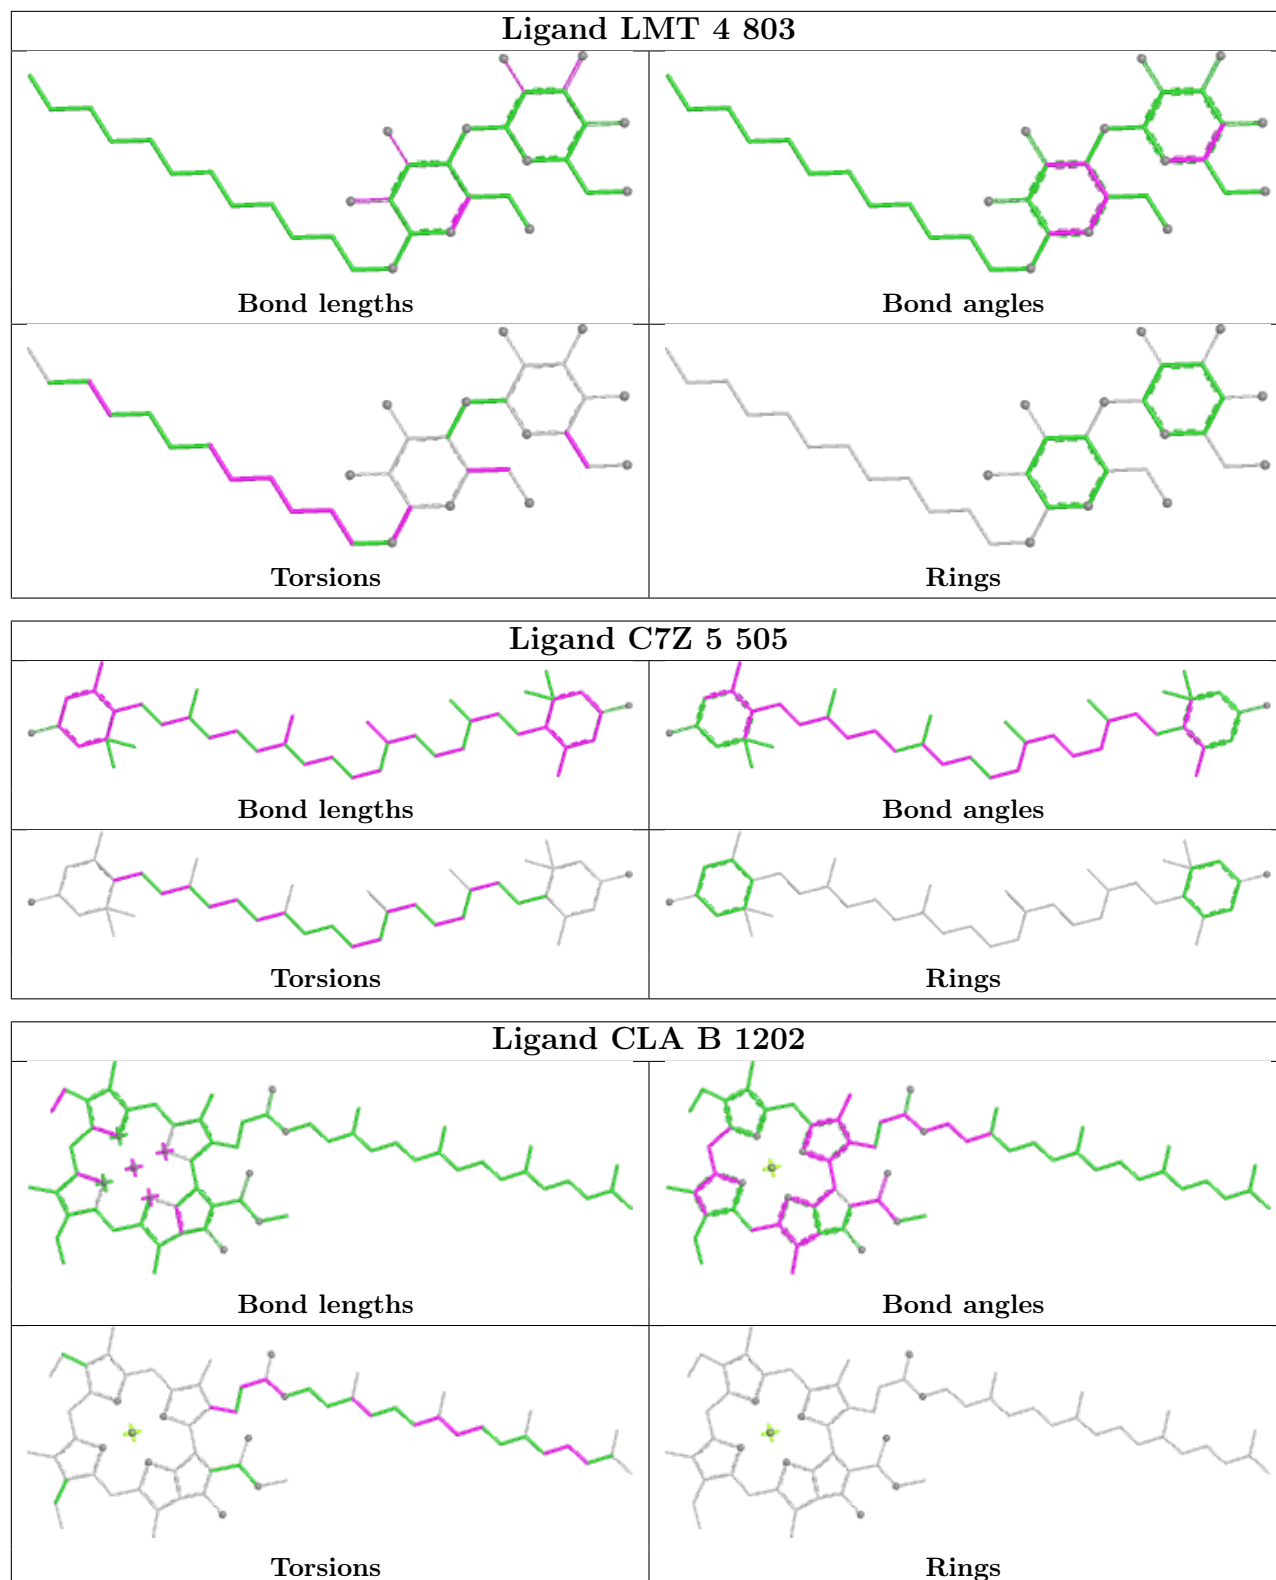 Ligand LMT 4 803
Bond lengths
Bond angles
Torsions
Rings
Ligand C7Z 5 505
Bond lengths
Bond angles
Torsions
Rings
Ligand CLA B 1202
Bond lengths
Bond angles
Torsions
Rings